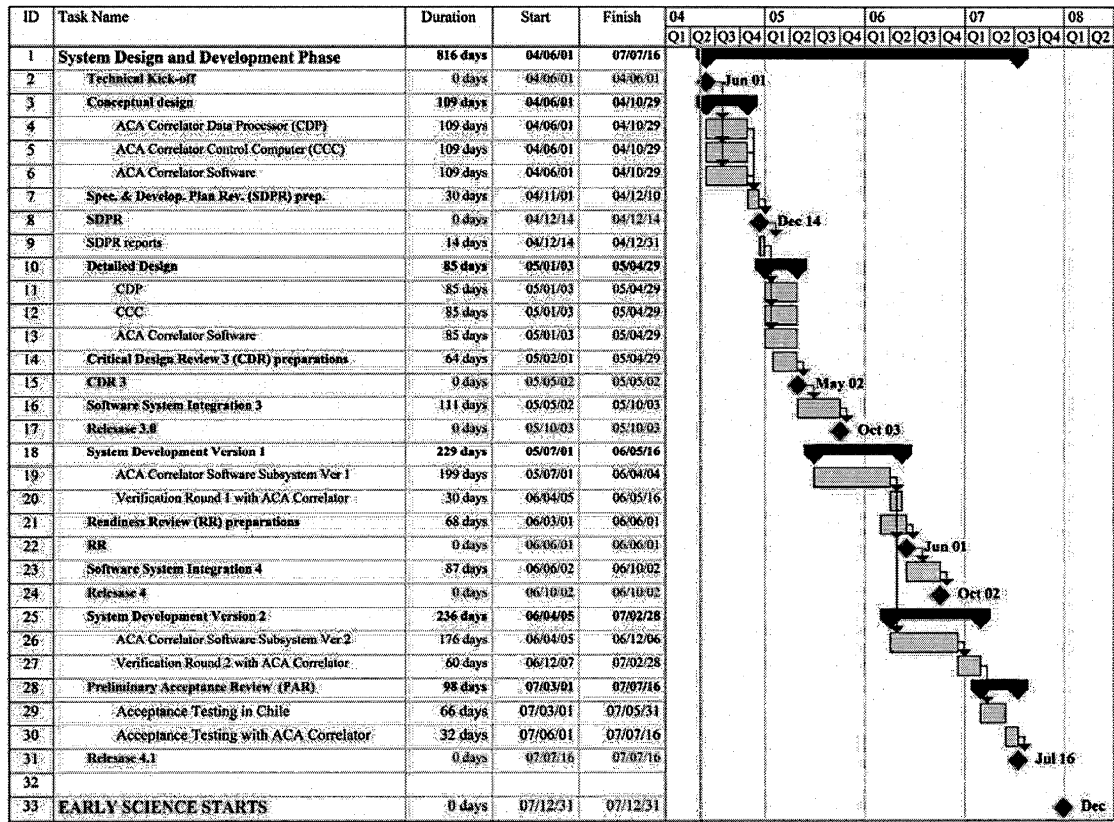 ID Task Name Duration Start Finish 04 05 06 07 08
Q1 Q2 Q3 Q4 Q1 Q2 Q3 Q4 Q1 Q2 Q3 Q4 Q1 Q2 Q3 Q4 Q1 Q2
1 System Design and Development Phase 816 days 04/06/01 07/07/16
2 Technical Kick-off 0 days 04/06/01 04/06/01 Jun 01
3 Conceptual design 109 days 04/06/01 04/10/29
4 ACA Correlator Data Processor (CDP) 109 days 04/06/01 04/10/29
5 ACA Correlator Control Computer (CCC) 109 days 04/06/01 04/10/29
6 ACA Correlator Software 109 days 04/06/01 04/10/29
7 Spec. & Develop. Plan Rev. (SDPR) prep. 30 days 04/11/01 04/12/10
8 SDPR 0 days 04/12/14 04/12/14 Dec 14
9 SDPR reports 14 days 04/12/14 04/12/31
10 Detailed Design 85 days 05/01/03 05/04/29
11 CDP 85 days 05/01/03 05/04/29
12 CCC 85 days 05/01/03 05/04/29
13 ACA Correlator Software 85 days 05/01/03 05/04/29
14 Critical Design Review 3 (CDR) preparations 64 days 05/02/01 05/04/29
15 CDR 3 0 days 05/05/02 05/05/02 May 02
16 Software System Integration 3 111 days 05/05/02 05/10/03
17 Relesase 3.0 0 days 05/10/03 05/10/03 Oct 03
18 System Development Version 1 229 days 05/07/01 06/05/16
19 ACA Correlator Software Subsystem Ver 1 199 days 05/07/01 06/04/04
20 Verification Round 1 with ACA Correlator 30 days 06/04/05 06/05/16
21 Readiness Review (RR) preparations 68 days 06/03/01 06/06/01
22 RR 0 days 06/06/01 06/06/01 Jun 01
23 Software System Integration 4 87 days 06/06/02 06/10/02
24 Relesase 4 0 days 06/10/02 06/10/02 Oct 02
25 System Development Version 2 236 days 06/04/05 07/02/28
26 ACA Correlator Software Subsystem Ver.2 176 days 06/04/05 06/12/06
27 Verification Round 2 with ACA Correlator 60 days 06/12/07 07/02/28
28 Preliminary Acceptance Review (PAR) 98 days 07/03/01 07/07/16
29 Acceptance Testing in Chile 66 days 07/03/01 07/05/31
30 Acceptance Testing with ACA Correlator 32 days 07/06/01 07/07/16
31 Relesase 4.1 0 days 07/07/16 07/07/16 Jul 16
32
33 EARLY SCIENCE STARTS 0 days 07/12/31 07/12/31 Dec